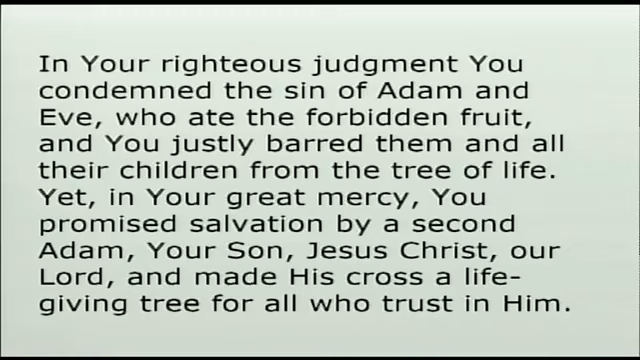 In Your righteous judgment You
condemned the sin of Adam and
Eve, who ate the forbidden fruit,
and You justly barred them and all
their children from the tree of life.
Yet, in Your great mercy, You
promised salvation by a second
Adam, Your Son, Jesus Christ, our
Lord, and made His cross a life-
giving tree for all who trust in Him.